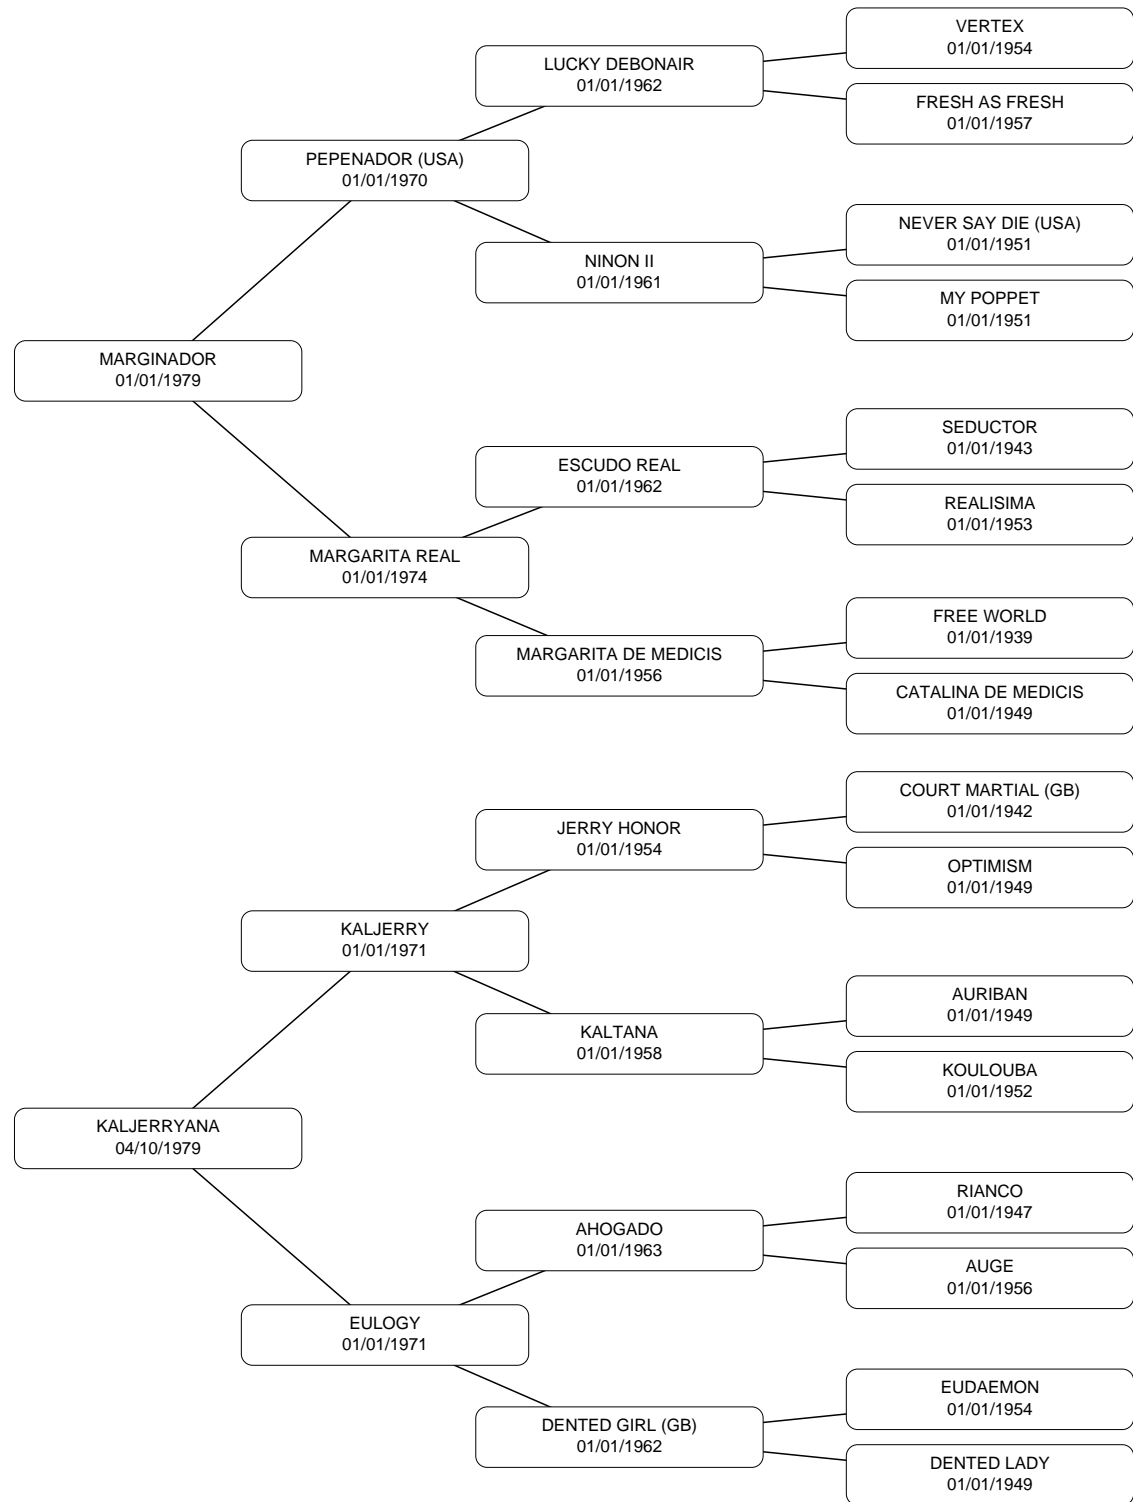 VERTEX
01/01/1954
LUCKY DEBONAIR
01/01/1962
FRESH AS FRESH
01/01/1957
PEPENADOR (USA)
01/01/1970
NEVER SAY DIE (USA)
01/01/1951
NINON II
01/01/1961
MY POPPET
01/01/1951
MARGINADOR
01/01/1979
SEDUCTOR
01/01/1943
ESCUDO REAL
01/01/1962
REALISIMA
01/01/1953
MARGARITA REAL
01/01/1974
FREE WORLD
01/01/1939
MARGARITA DE MEDICIS
01/01/1956
CATALINA DE MEDICIS
01/01/1949
COURT MARTIAL (GB)
01/01/1942
JERRY HONOR
01/01/1954
OPTIMISM
01/01/1949
KALJERRY
01/01/1971
AURIBAN
01/01/1949
KALTANA
01/01/1958
KOULOUBA
01/01/1952
KALJERRYANA
04/10/1979
RIANCO
01/01/1947
AHOGADO
01/01/1963
AUGE
01/01/1956
EULOGY
01/01/1971
EUDAEMON
01/01/1954
DENTED GIRL (GB)
01/01/1962
DENTED LADY
01/01/1949